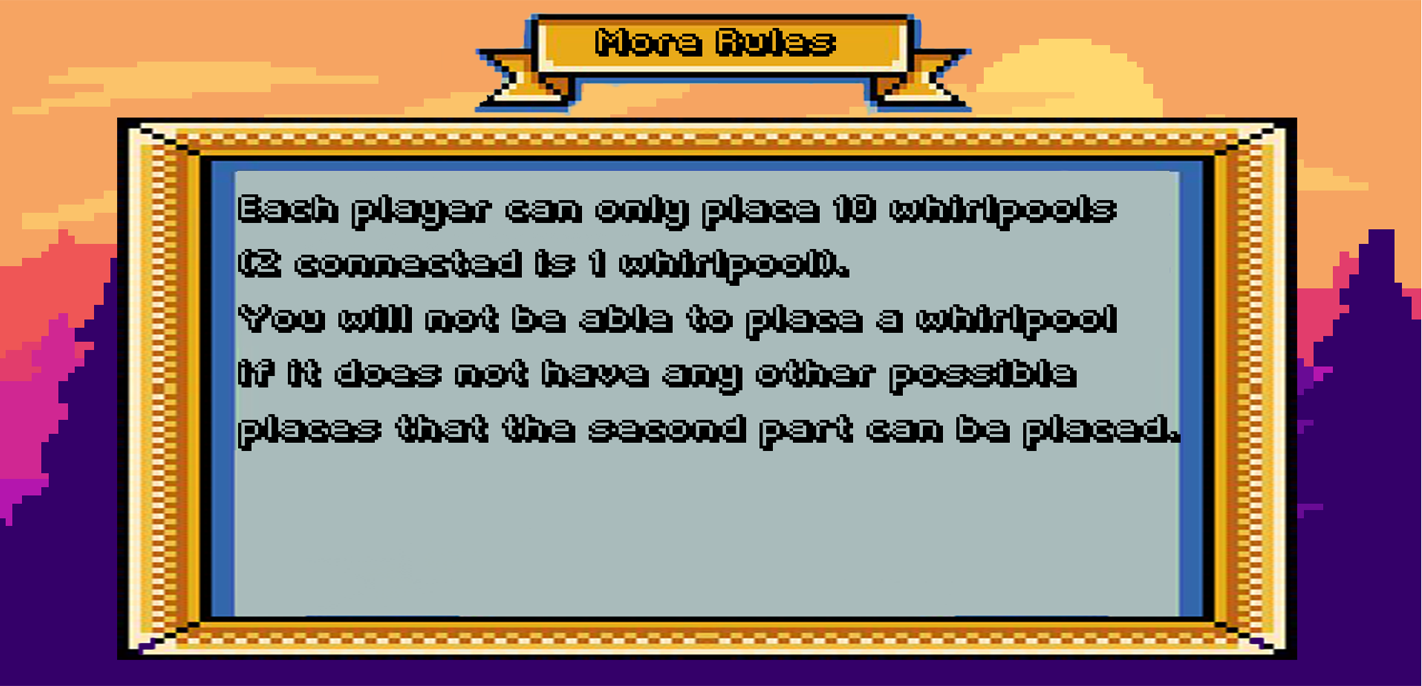 More Rules
Each player can only place 10 whirlpools
(2 connected is 1 whirlpool).
You will not be able to place a whirlpool
if it does not have any other possible
places that the second part can be placed.